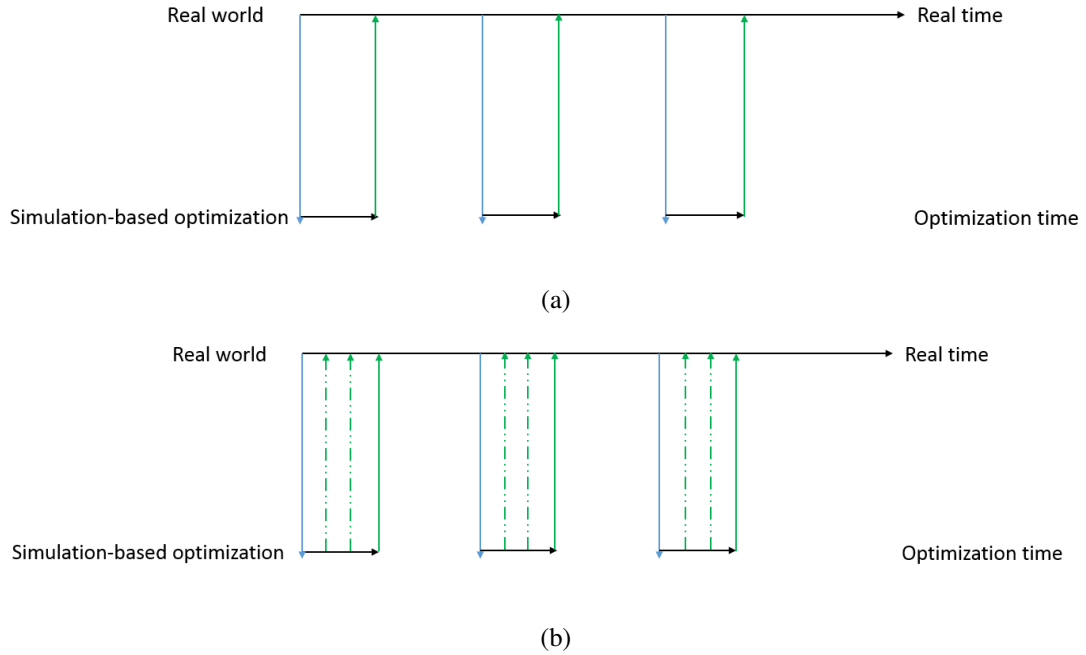 Real world
Real time
Simulation-based optimization
Optimization time
(a)
Real world
Real time
Simulation-based optimization
Optimization time
(b)